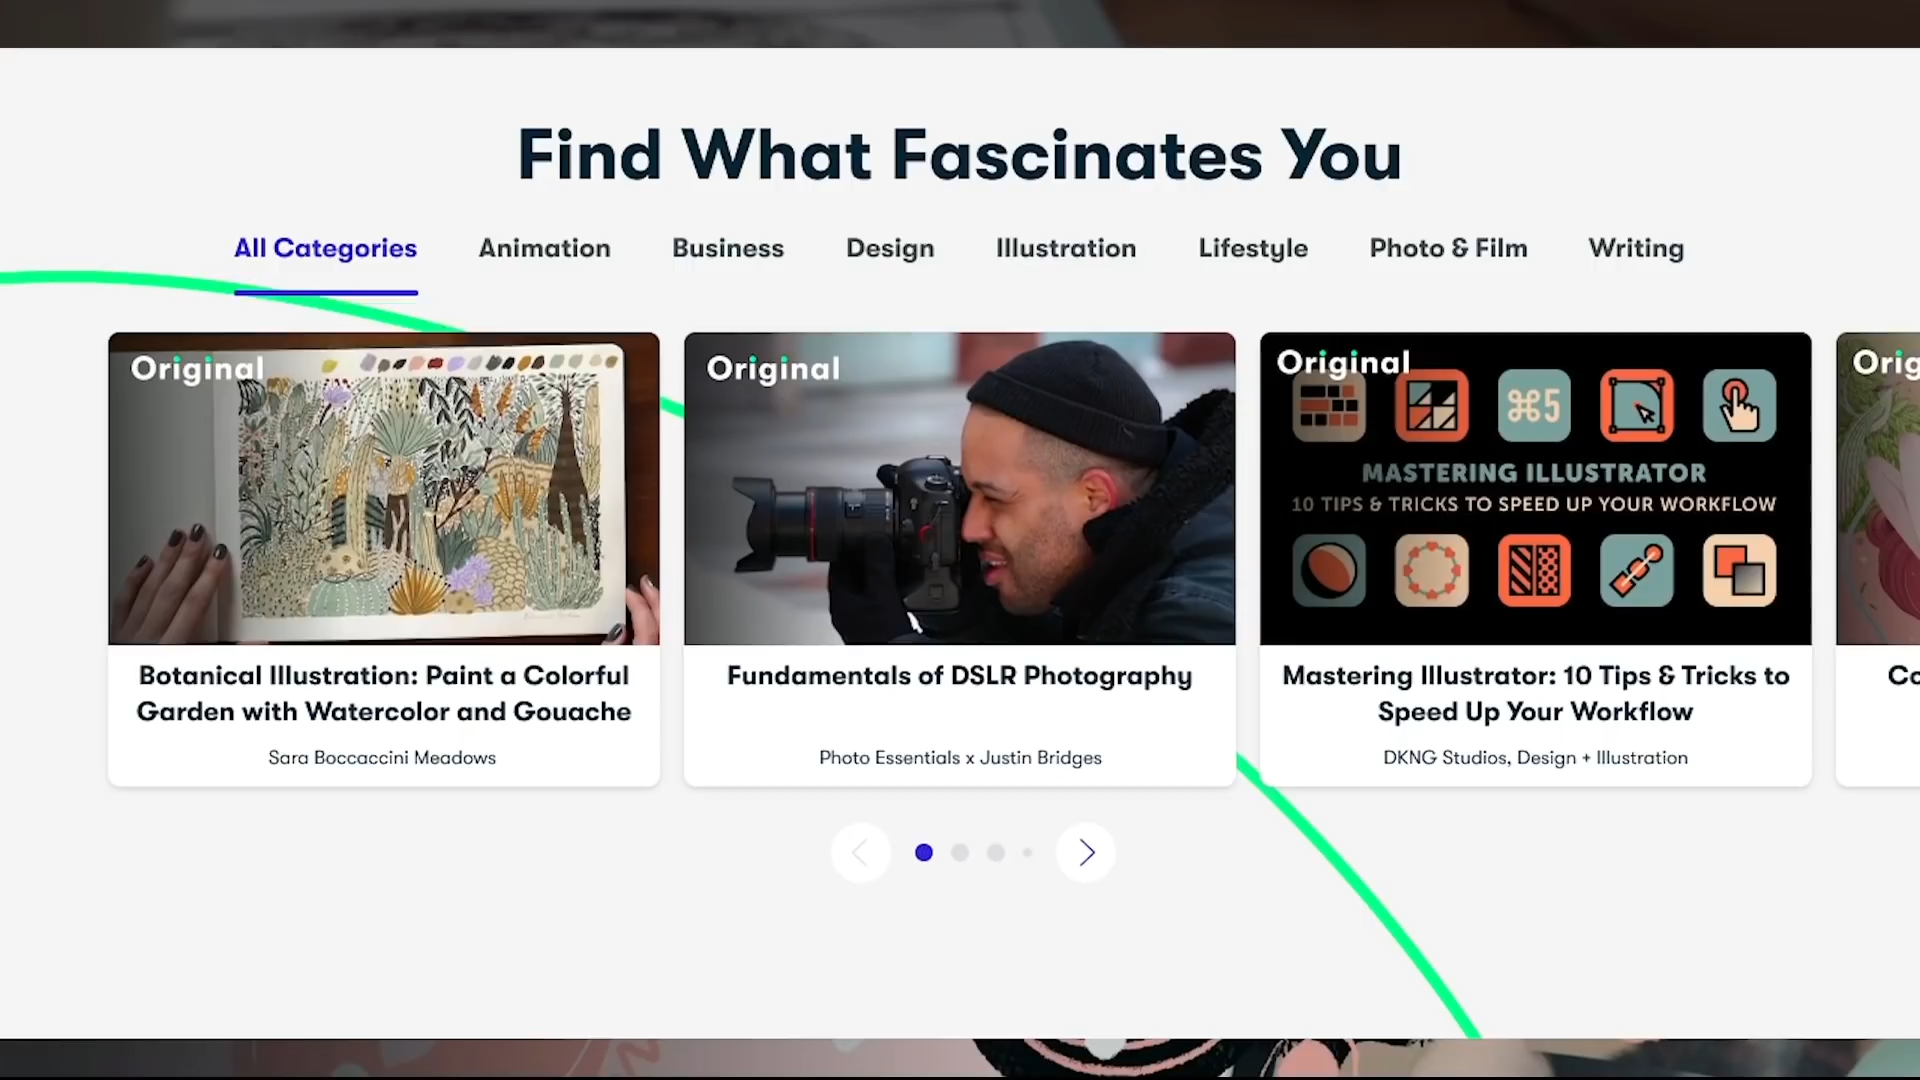 Find What Fascinates You
All Categories Animation Business Design Illustration Lifestyle Photo & Film Writing
Original
Botanical Illustration: Paint a Colorful
Garden with Watercolor and Gouache
Sara Boccaccini Meadows
Original
Fundamentals of DSLR Photography
Photo Essentials x Justin Bridges
Original
⌘5
MASTERING ILLUSTRATOR
10 TIPS & TRICKS TO SPEED UP YOUR WORKFLOW
Mastering Illustrator: 10 Tips & Tricks to
Speed Up Your Workflow
DKNG Studios, Design + Illustration
Orig
Co